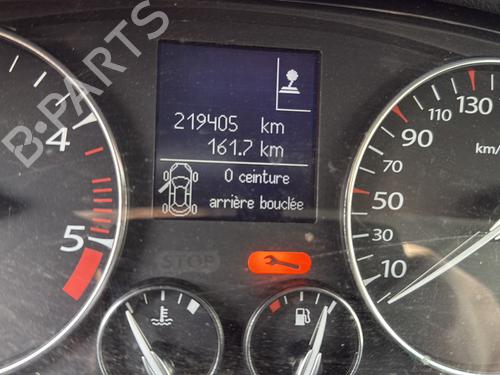 B-PARTS
219405 km
161.7 km
0 ceinture
arrière bouclée
STOP
4
5
10
30
50
70
90
110
130
km/